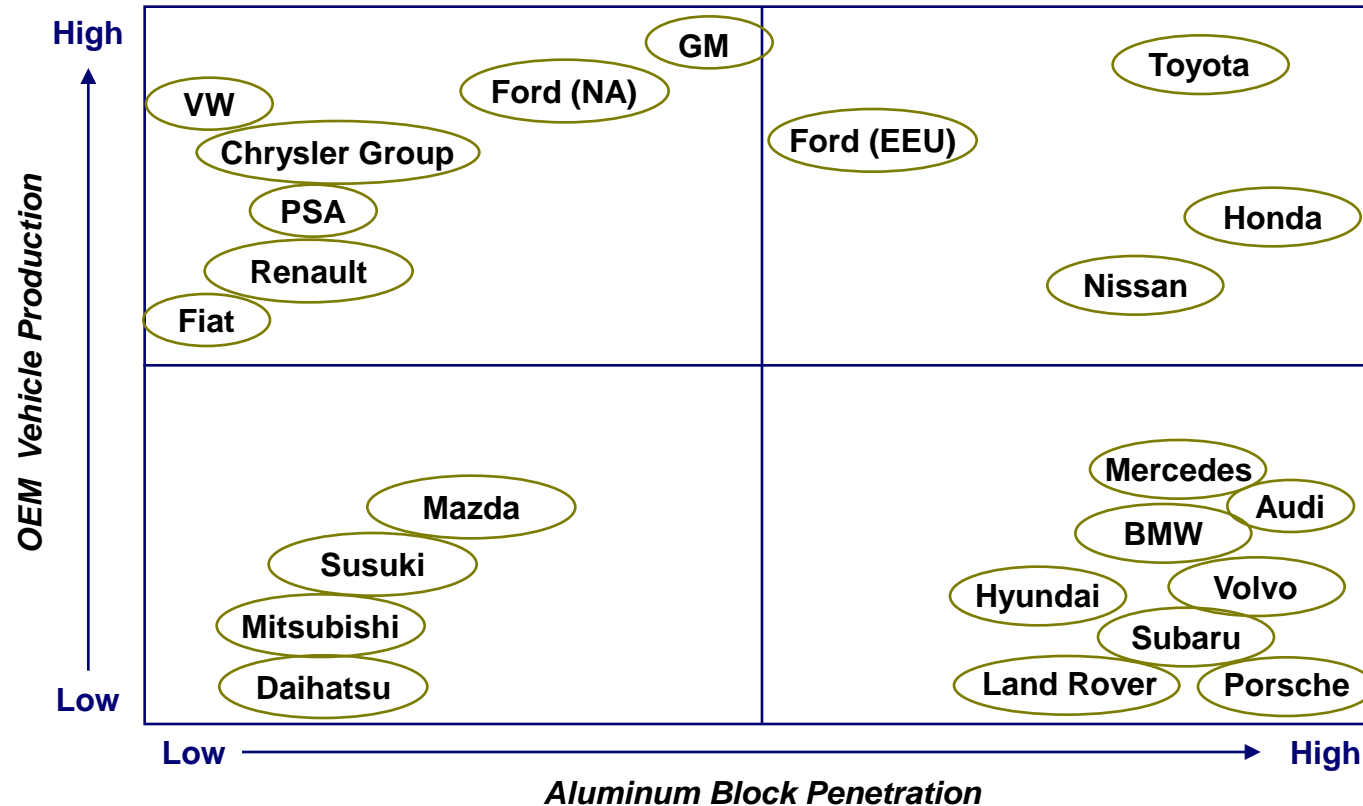 High
GM
Toyota
VW
Ford (NA)
Ford (EEU)
Chrysler Group
PSA
Honda
Renault
Nissan
Fiat
OEM Vehicle Production
Mercedes
Mazda
Audi
BMW
Susuki
Hyundai
Volvo
Mitsubishi
Subaru
Daihatsu
Land Rover
Porsche
Low
Low
High
Aluminum Block Penetration